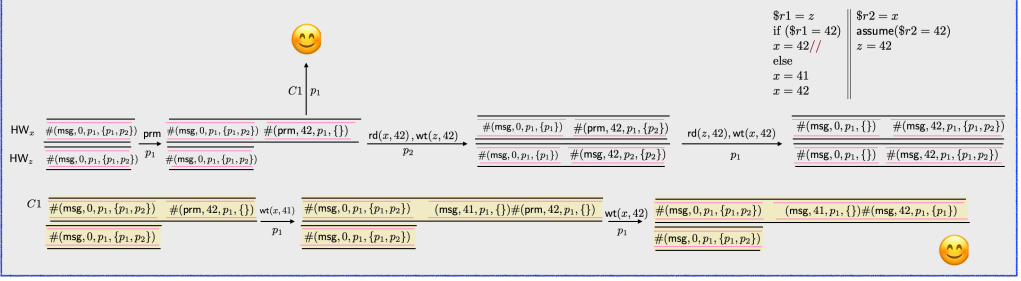 $r1 = z $r2 = x
if ($r1 = 42) assume($r2 = 42)
x = 42// z = 42
else
x = 41
x = 42
C1 p₁
HWₓ #(msg, 0, p₁, {p₁, p₂}) prm p₁ #(msg, 0, p₁, {p₁, p₂}) #(prm, 42, p₁, {}) rd(x, 42), wt(z, 42) p₂ #(msg, 0, p₁, {p₁}) #(prm, 42, p₁, {p₂}) rd(z, 42), wt(x, 42) p₁ #(msg, 0, p₁, {}) #(msg, 42, p₁, {p₁, p₂})
HW_z #(msg, 0, p₁, {p₁, p₂}) #(msg, 0, p₁, {p₁, p₂}) #(msg, 0, p₁, {p₁}) #(msg, 42, p₂, {p₂}) #(msg, 0, p₁, {}) #(msg, 42, p₁, {p₁, p₂})
C1 #(msg, 0, p₁, {p₁, p₂}) #(prm, 42, p₁, {}) wt(x, 41) p₁ #(msg, 0, p₁, {p₁, p₂}) (msg, 41, p₁, {})#(prm, 42, p₁, {}) wt(x, 42) p₁ #(msg, 0, p₁, {p₁, p₂}) (msg, 41, p₁, {})#(msg, 42, p₁, {p₁})
#(msg, 0, p₁, {p₁, p₂}) #(msg, 0, p₁, {p₁, p₂}) #(msg, 0, p₁, {p₁, p₂})